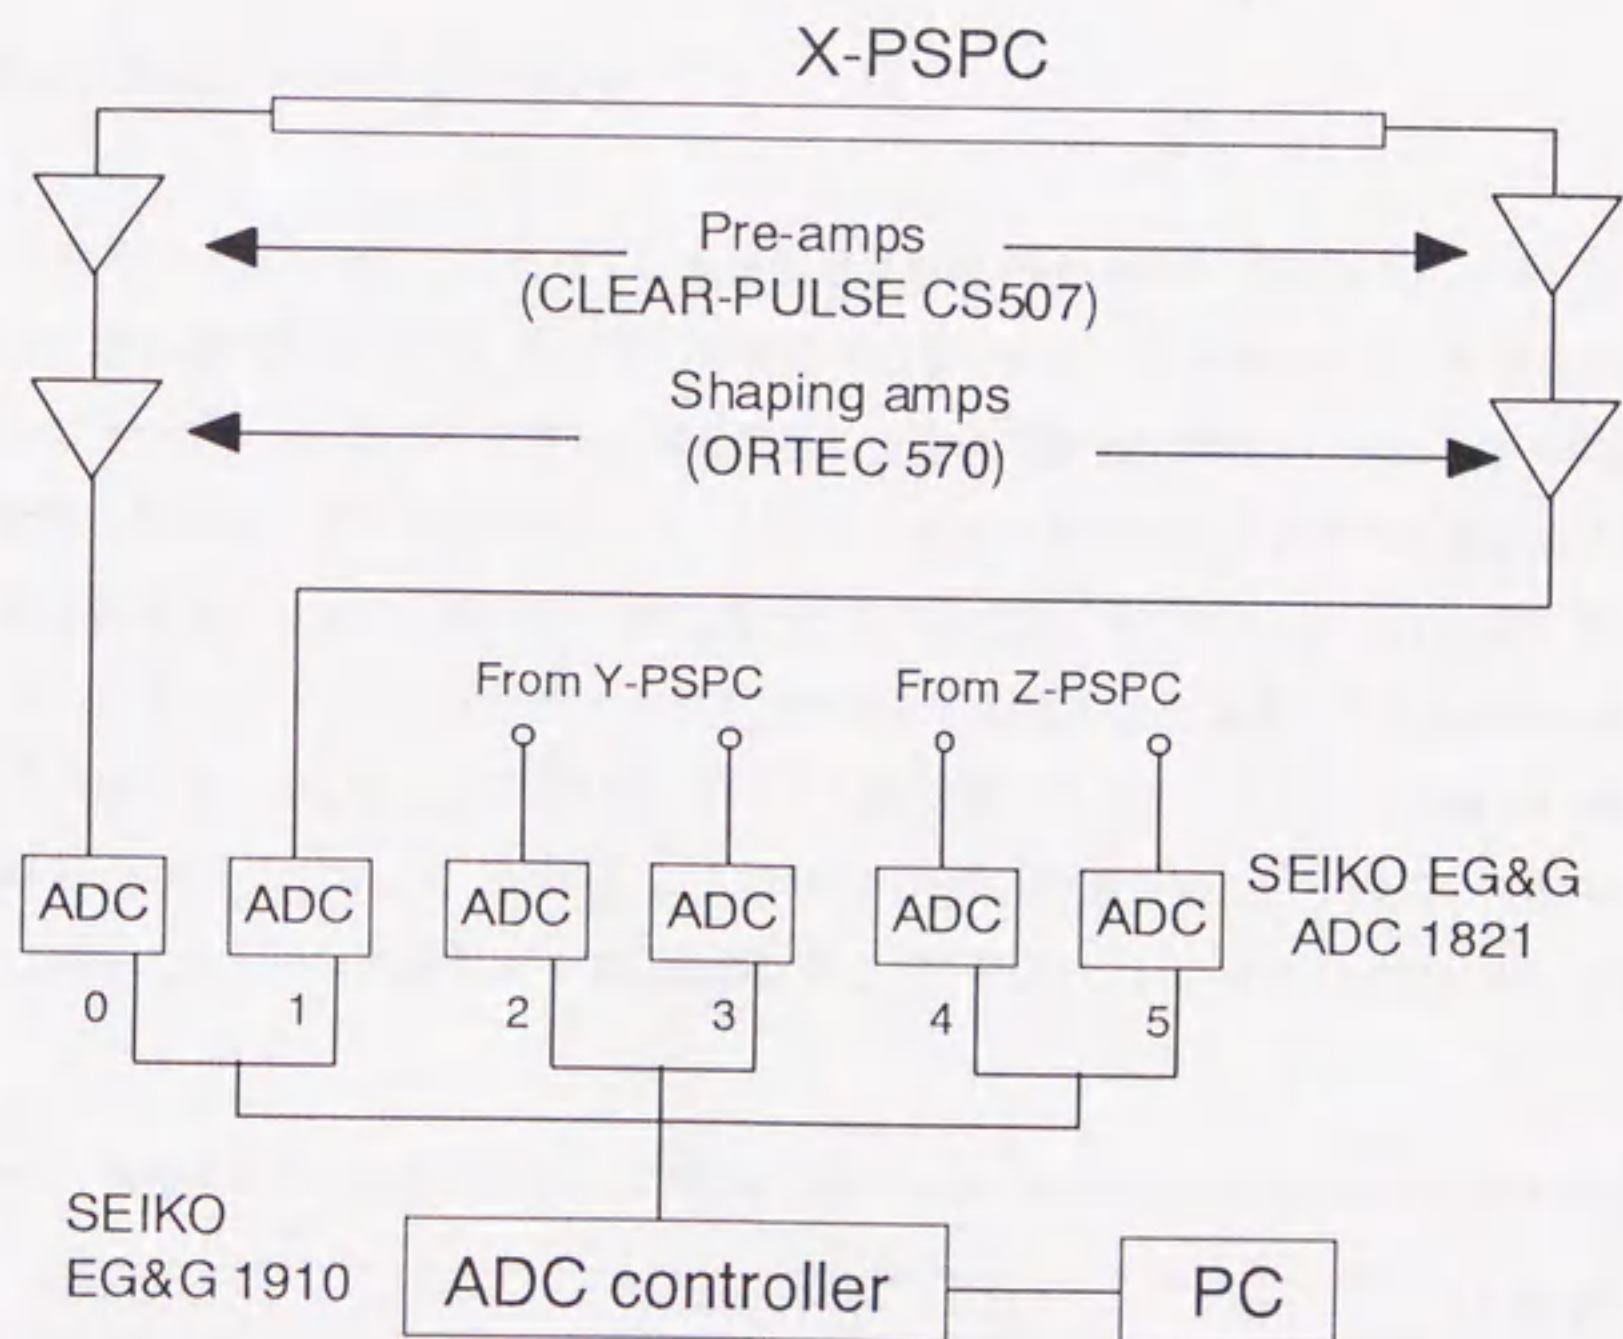 X-PSPC
Pre-amps
(CLEAR-PULSE CS507)
Shaping amps
(ORTEC 570)
From Y-PSPC
From Z-PSPC
ADC
ADC
ADC
ADC
ADC
ADC
SEIKO EG&G
ADC 1821
0
1
2
3
4
5
SEIKO
EG&G 1910
ADC controller
PC